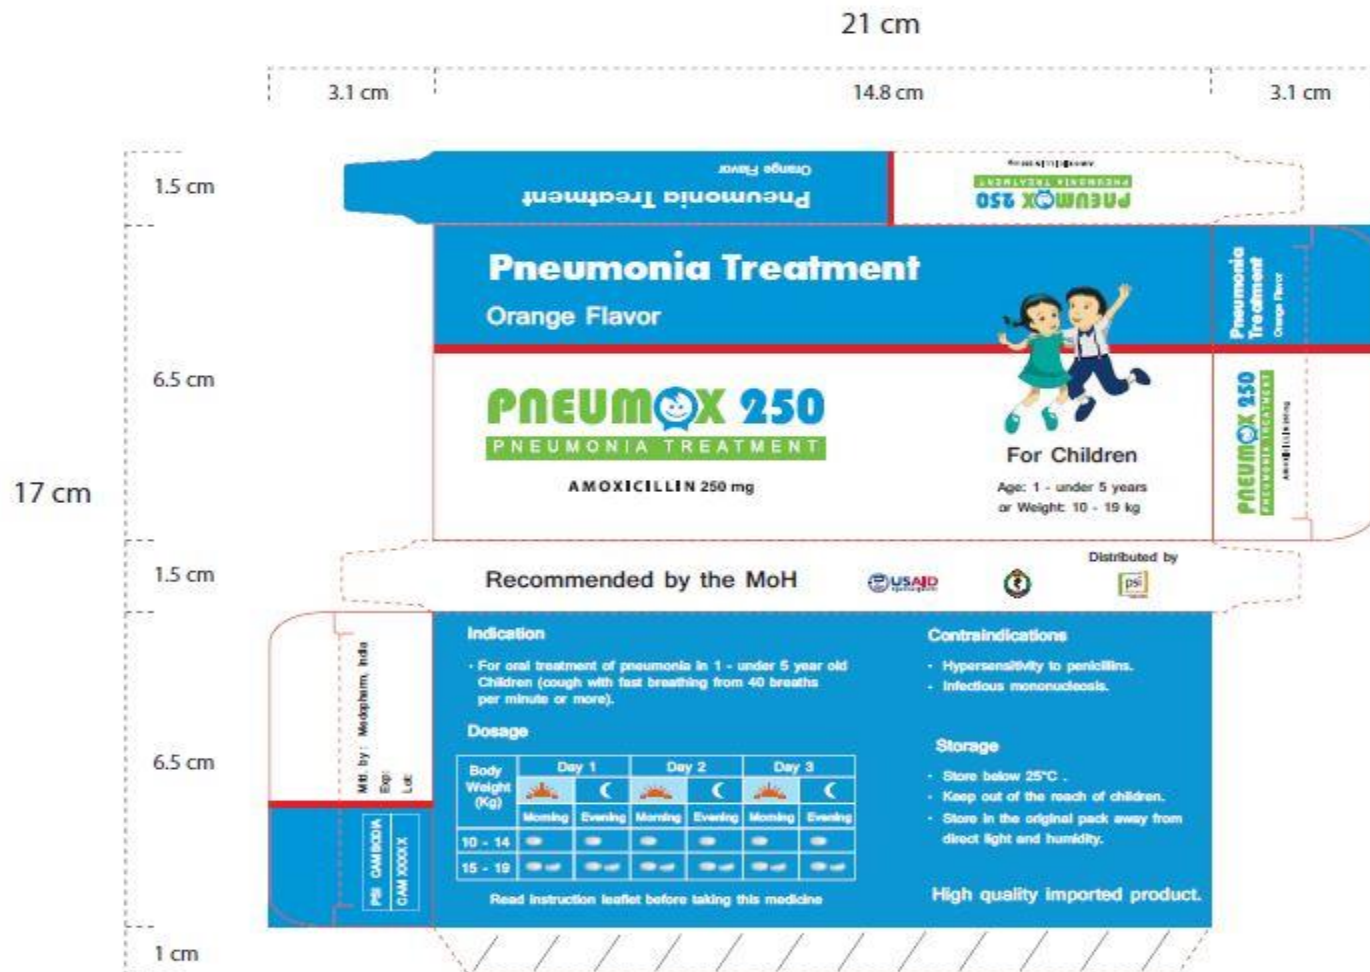 21 cm
3.1 cm
14.8 cm
3.1 cm
17 cm
1.5 cm
6.5 cm
1.5 cm
6.5 cm
1 cm
Pneumonia Treatment
Orange Flavor
PNEUMOX 250
PNEUMONIA TREATMENT
AMOXICILLIN 250 mg
Pneumonia Treatment
Orange Flavor
PNEUMOX 250
PNEUMONIA TREATMENT
AMOXICILLIN 250 mg
For Children
Age: 1 - under 5 years
or Weight: 10 - 19 kg
Pneumonia
Treatment
Orange Flavor
PNEUMOX 250
PNEUMONIA TREATMENT
AMOXICILLIN 250 mg
Recommended by the MoH
USAID
Distributed by
psi
Mfd. by : Medopharm, India
Exp:
Lot:
PSI CAMBODIA
CAM XXXXX
Indication
· For oral treatment of pneumonia in 1 - under 5 year old
Children (cough with fast breathing from 40 breaths
per minute or more).
Dosage
Body Weight (Kg) Day 1 Day 2 Day 3
Morning Evening Morning Evening Morning Evening
10 - 14
15 - 19
Read instruction leaflet before taking this medicine
Contraindications
· Hypersensitivity to penicillins.
· Infectious mononucleosis.
Storage
· Store below 25°C .
· Keep out of the reach of children.
· Store in the original pack away from
direct light and humidity.
High quality imported product.